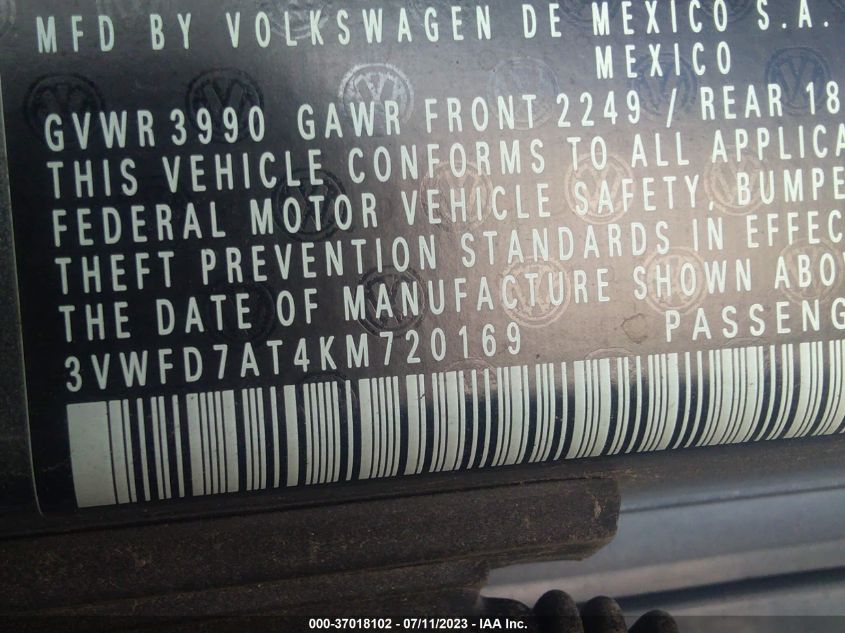 MFD BY VOLKSWAGEN DE MEXICO S.A.
MEXICO
GVWR 3990 GAWR FRONT 2249 / REAR 18
THIS VEHICLE CONFORMS TO ALL APPLICA
FEDERAL MOTOR VEHICLE SAFETY, BUMPE
THEFT PREVENTION STANDARDS IN EFFEC
THE DATE OF MANUFACTURE SHOWN ABOV
3VWFD7AT4KM720169 PASSENG
000-37018102 - 07/11/2023 - IAA Inc.